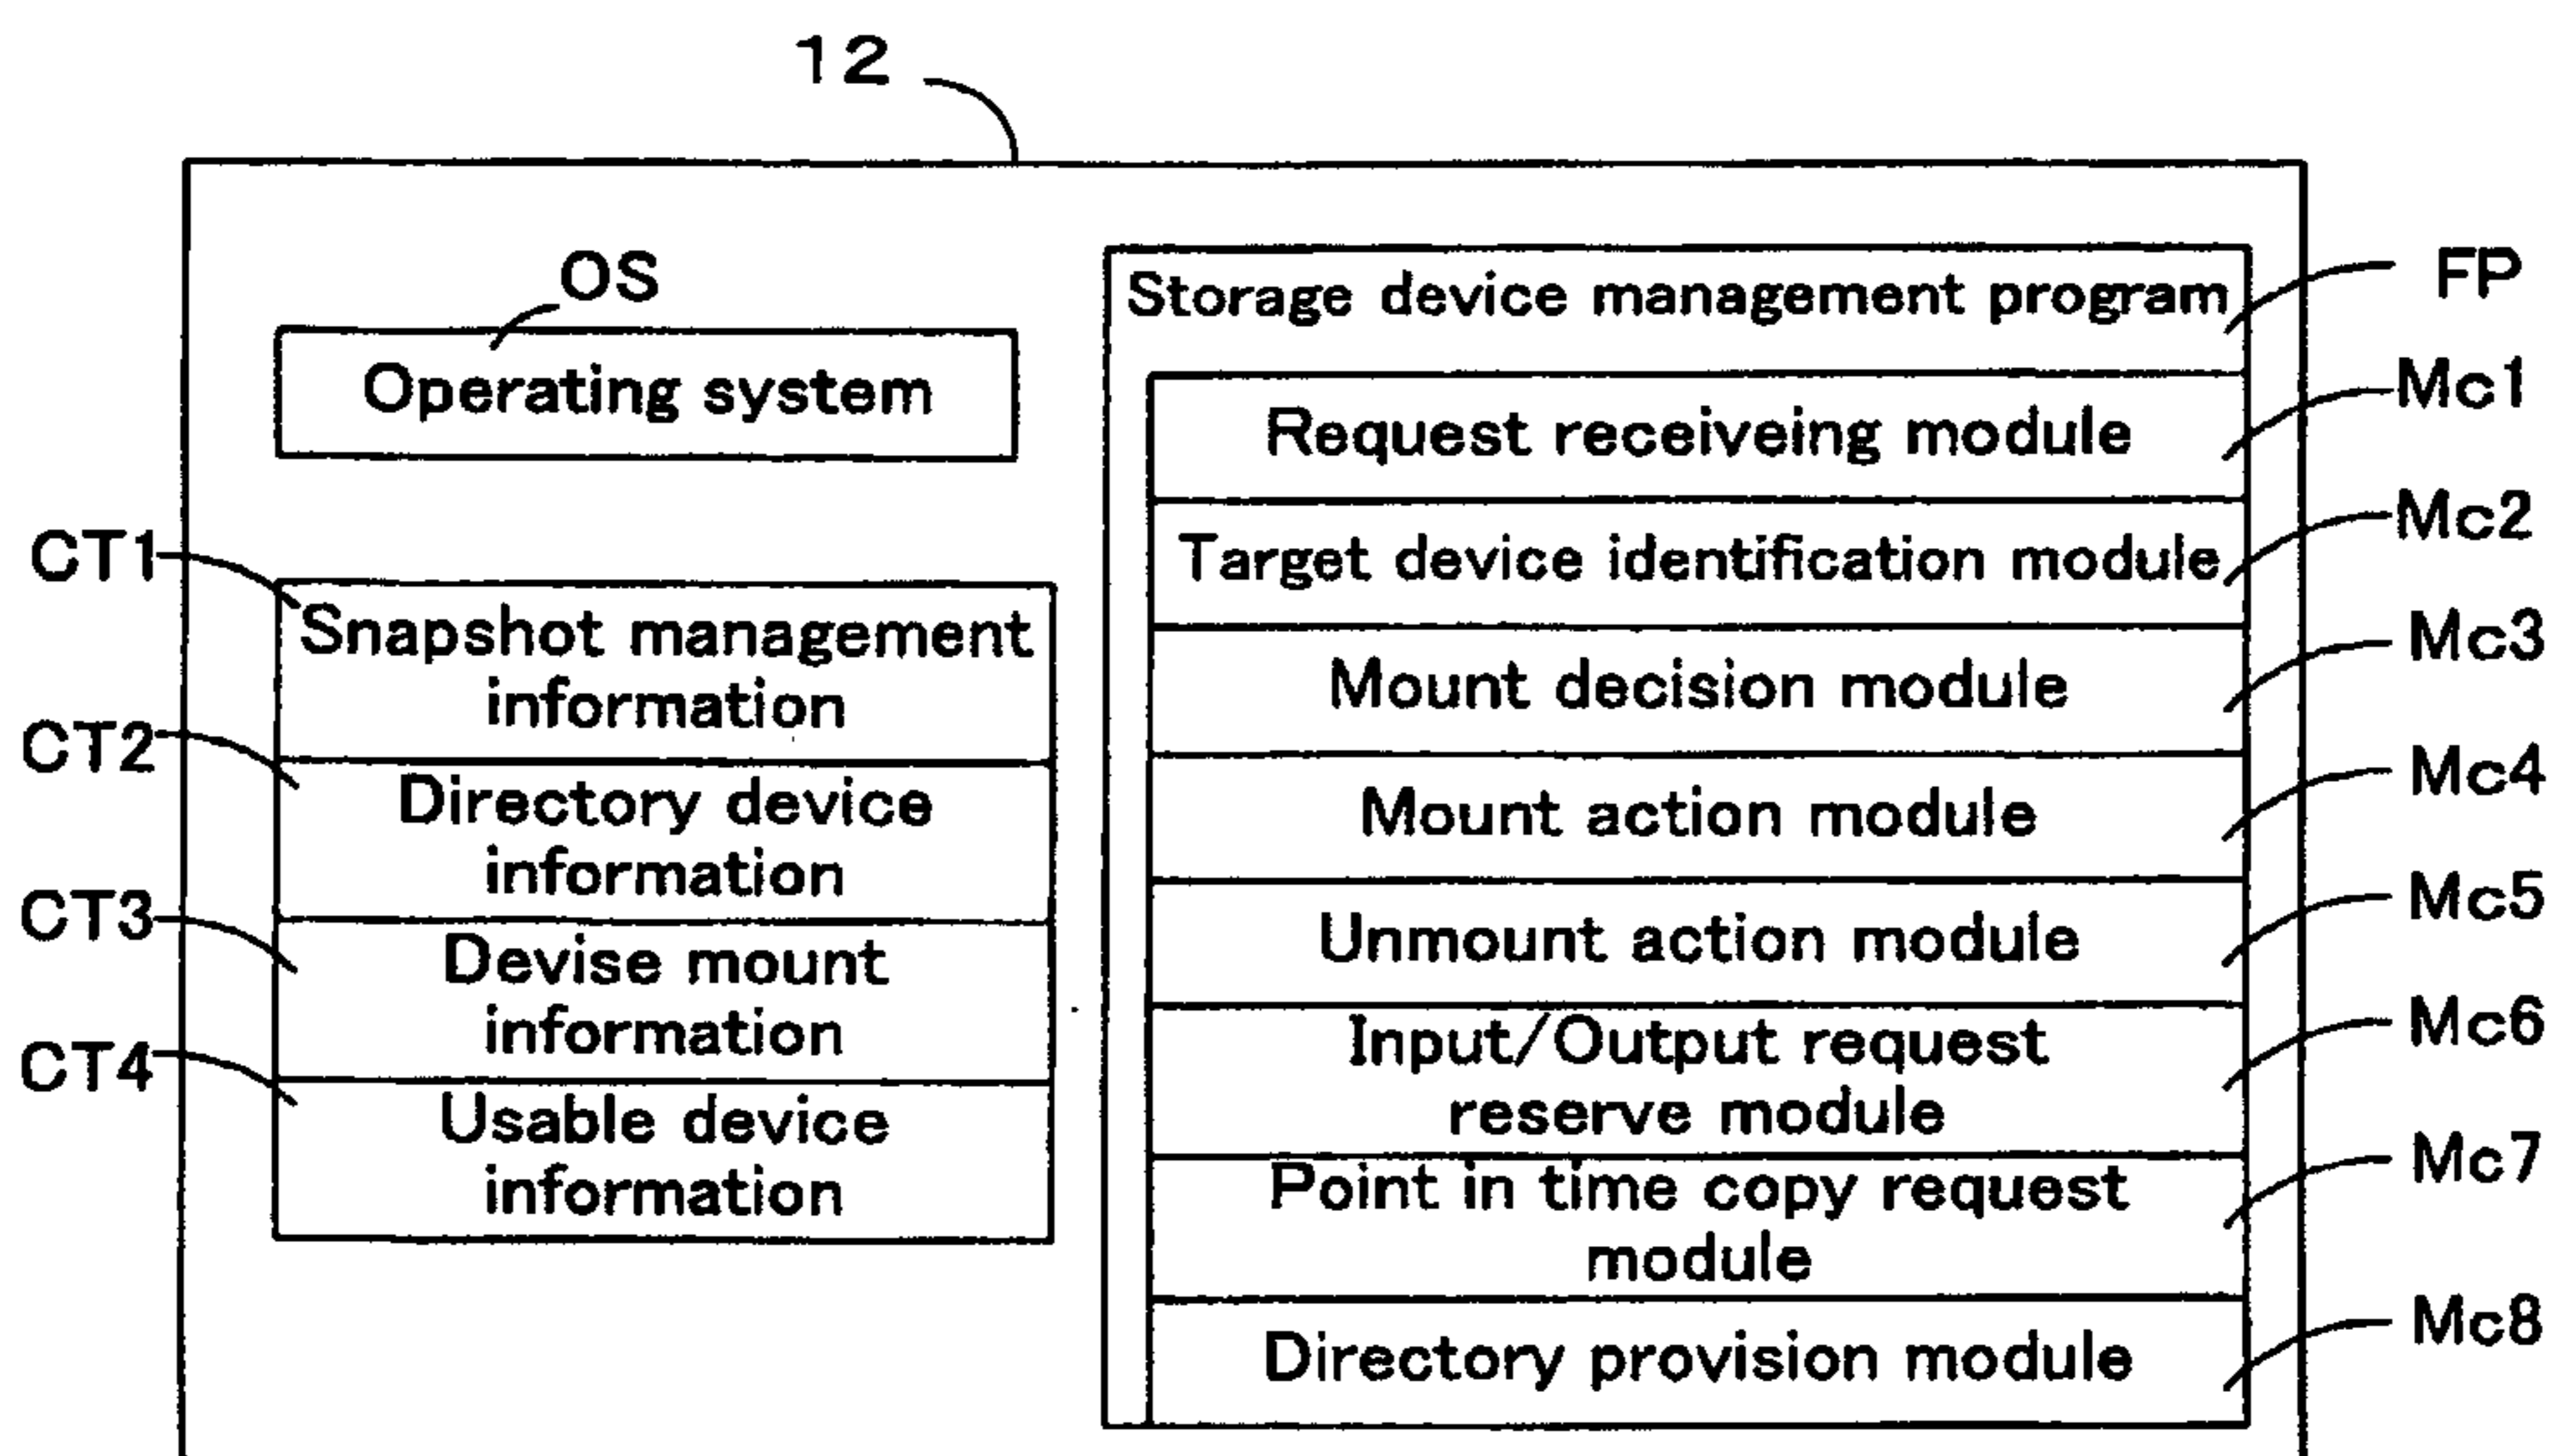 12
OS
Operating system
CT1
Snapshot management
information
CT2
Directory device
information
CT3
Devise mount
information
CT4
Usable device
information
Storage device management program
FP
Request receiveing module
Mc1
Target device identification module
Mc2
Mount decision module
Mc3
Mount action module
Mc4
Unmount action module
Mc5
Input/Output request
reserve module
Mc6
Point in time copy request
module
Mc7
Directory provision module
Mc8